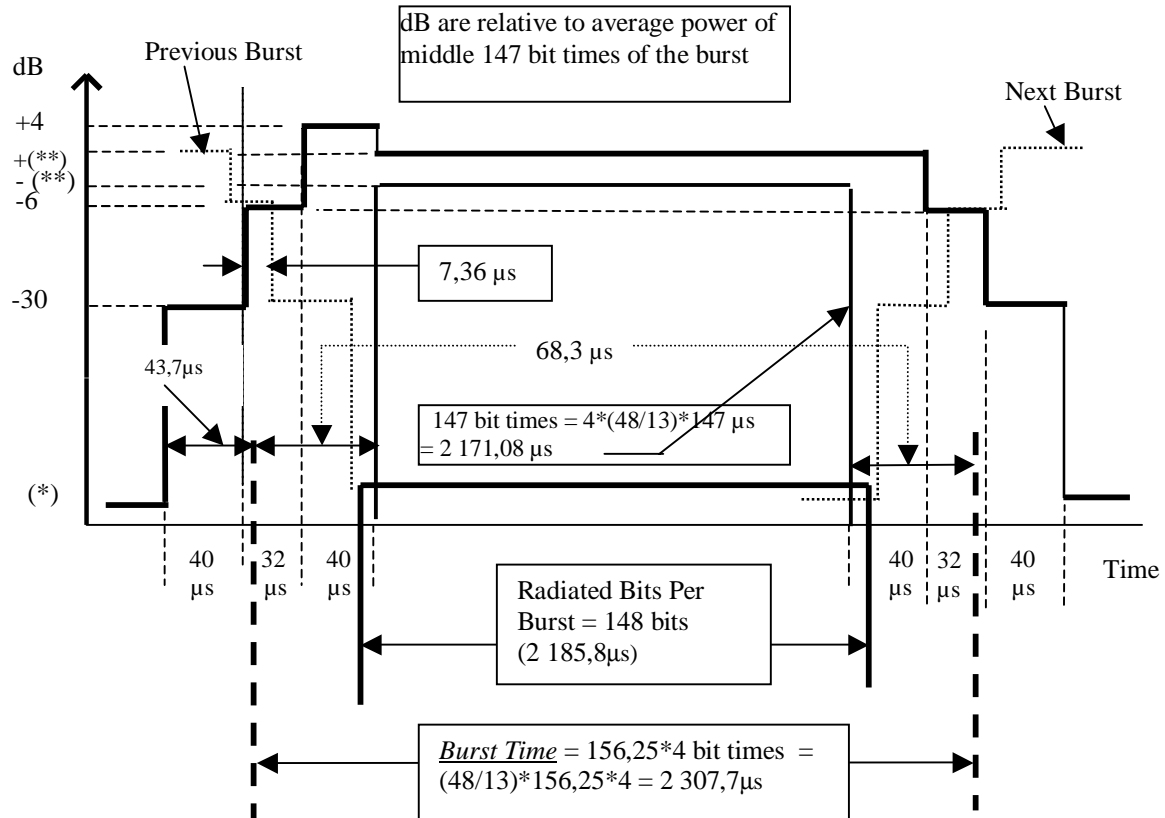 dB are relative to average power of
middle 147 bit times of the burst
Previous Burst
dB
Next Burst
+4
+(**)
- (**)
-6
7,36 µs
-30
68,3 µs
43,7µs
147 bit times = 4*(48/13)*147 µs
= 2 171,08 µs
(*)
40
µs
32
µs
40
µs
40
µs
32
µs
40
µs
Time
Radiated Bits Per
Burst = 148 bits
(2 185,8µs)
Burst Time = 156,25*4 bit times =
(48/13)*156,25*4 = 2 307,7µs